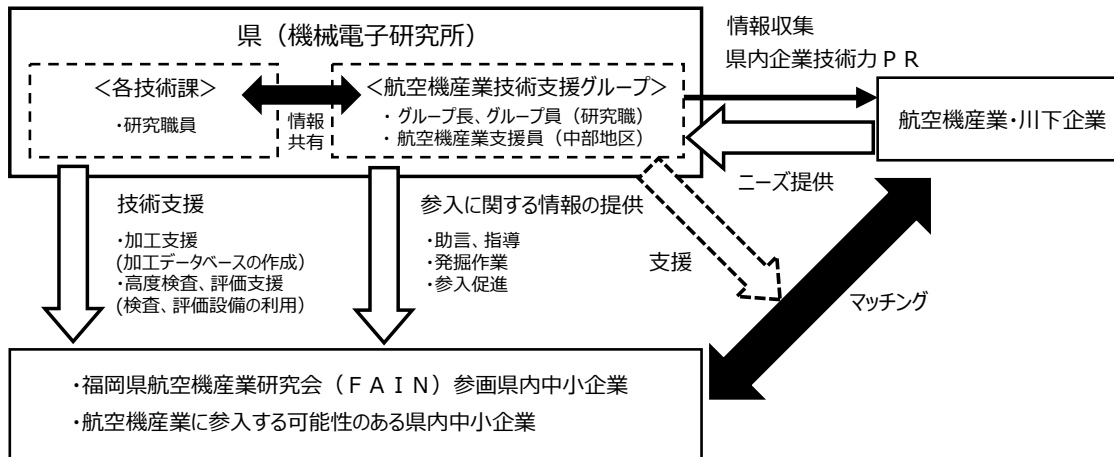 県（機械電子研究所）
＜各技術課＞
・研究職員
情報
共有
＜航空機産業技術支援グループ＞
・グループ長、グループ員（研究職）
・航空機産業支援員（中部地区）
情報収集
県内企業技術力ＰＲ
航空機産業・川下企業
ニーズ提供
技術支援
・加工支援
(加工データベースの作成)
・高度検査、評価支援
(検査、評価設備の利用)
参入に関する情報の提供
・助言、指導
・発掘作業
・参入促進
支援
マッチング
・福岡県航空機産業研究会（ＦＡＩＮ）参画県内中小企業
・航空機産業に参入する可能性のある県内中小企業